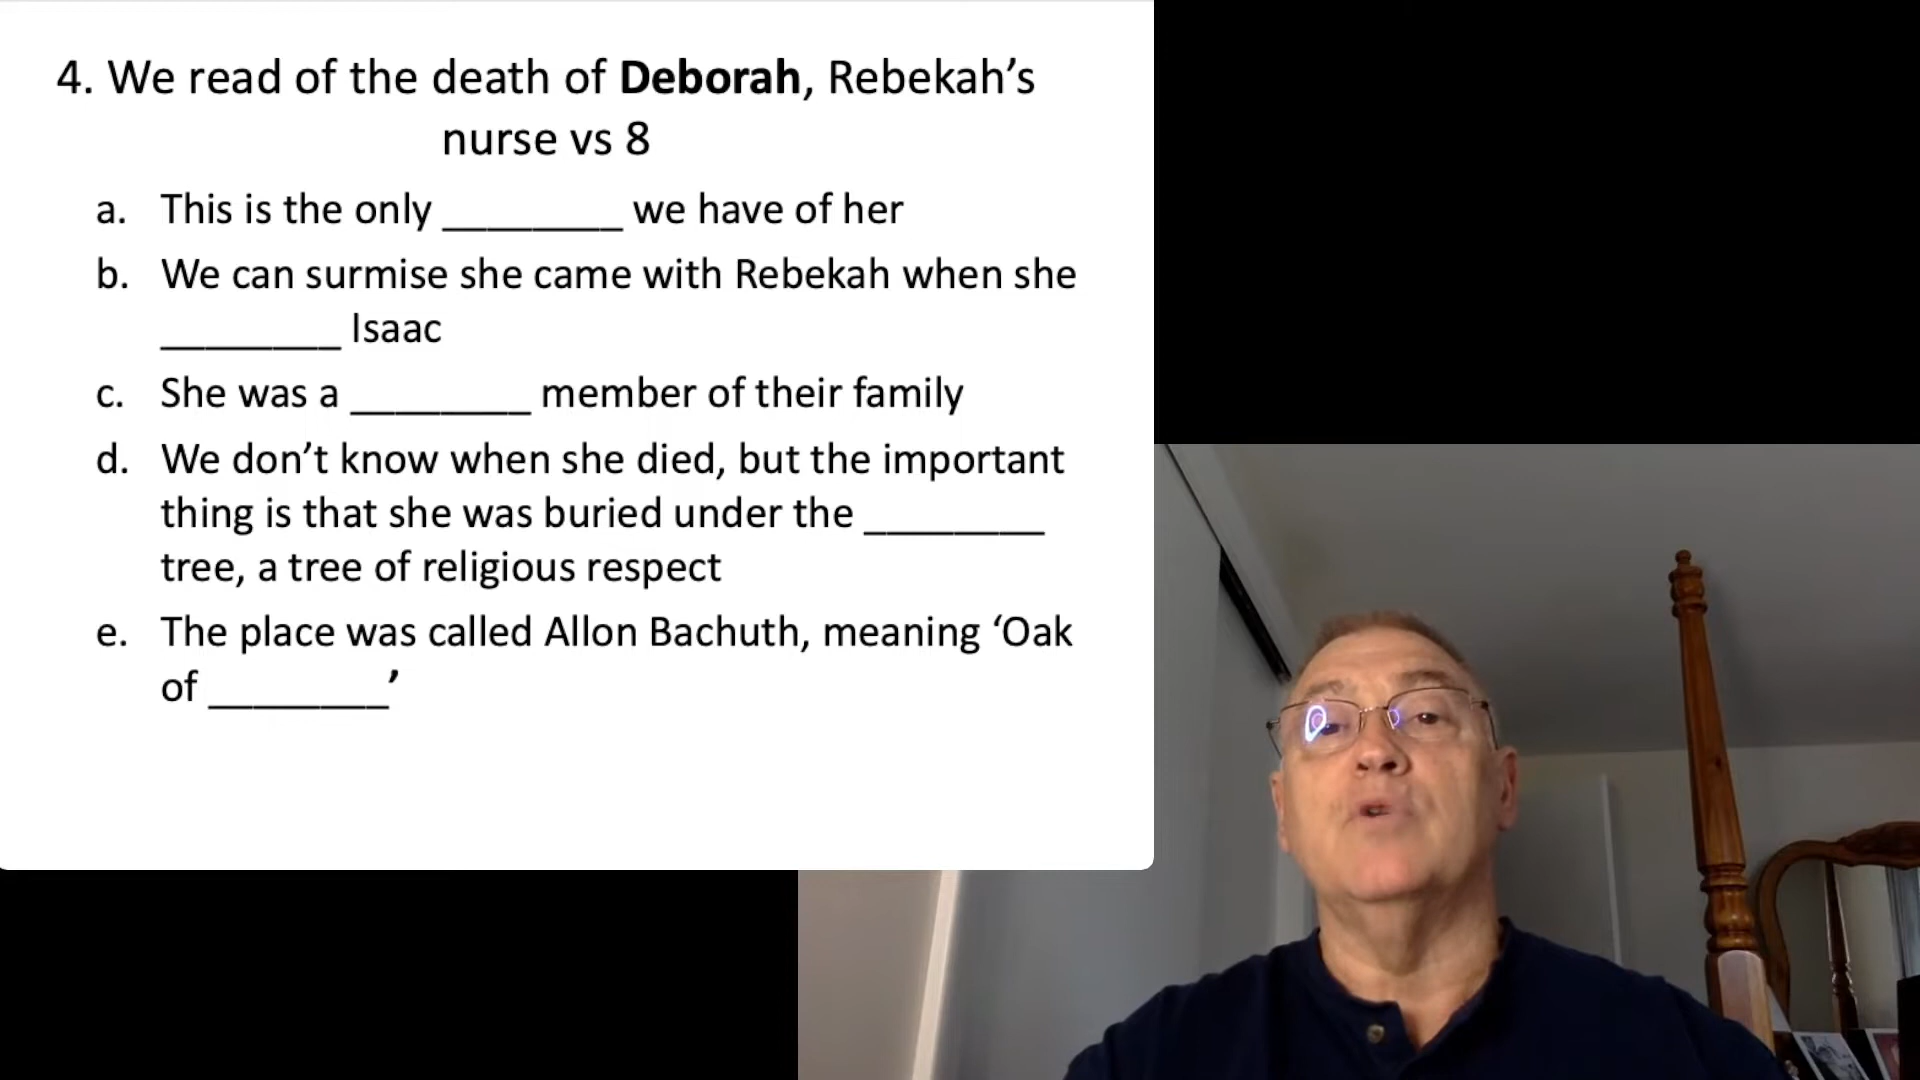 4. We read of the death of Deborah, Rebekah’s
nurse vs 8
a. This is the only ________ we have of her
b. We can surmise she came with Rebekah when she
________ Isaac
c. She was a ________ member of their family
d. We don’t know when she died, but the important
thing is that she was buried under the ________
tree, a tree of religious respect
e. The place was called Allon Bachuth, meaning ‘Oak
of ________’